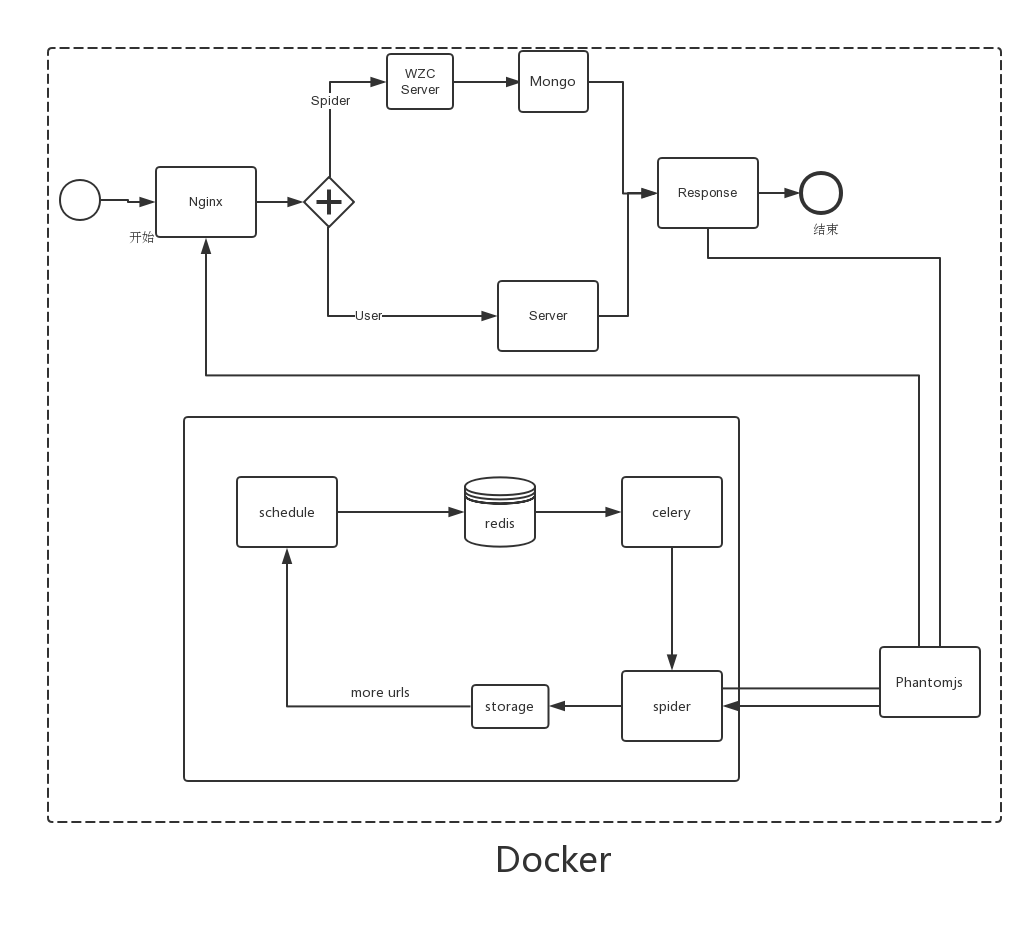 WZC
Server
Mongo
Spider
Nginx
开始
Response
结束
User
Server
schedule
redis
celery
more urls
storage
spider
Phantomjs
Docker